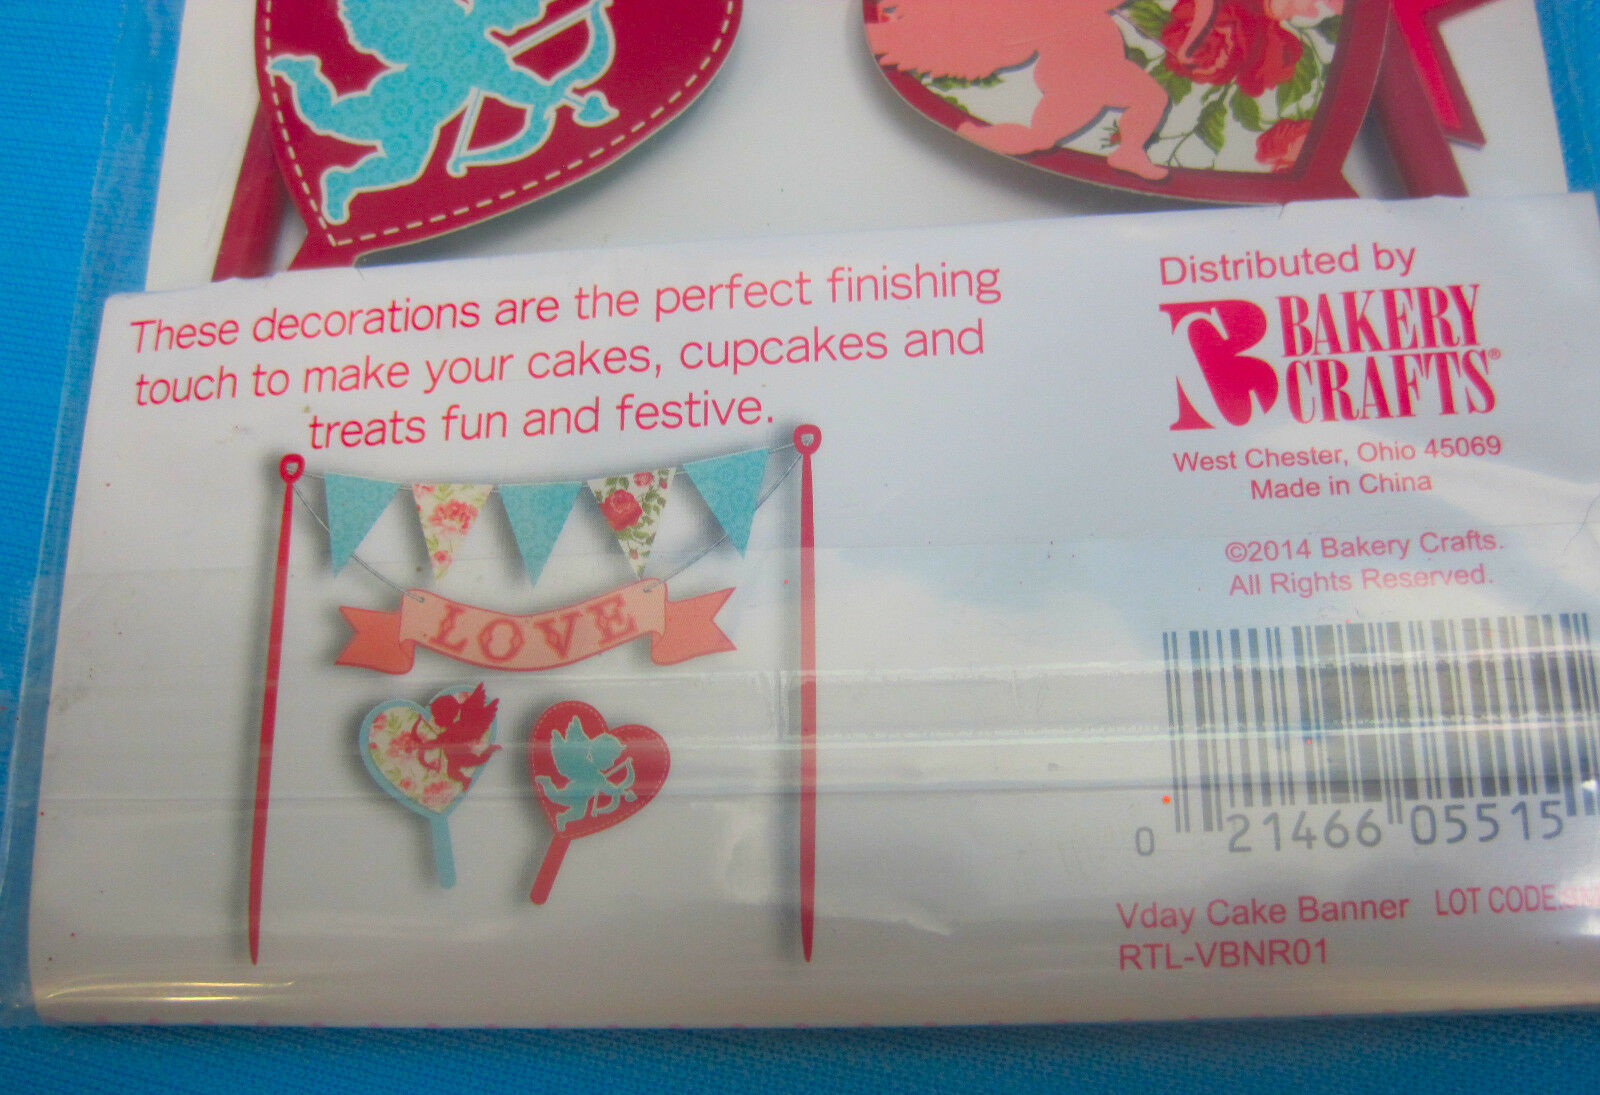 These decorations are the perfect finishing
touch to make your cakes, cupcakes and
treats fun and festive.
LOVE
Distributed by
BAKERY
CRAFTS®
West Chester, Ohio 45069
Made in China
©2014 Bakery Crafts.
All Rights Reserved.
0 21466 05515
Vday Cake Banner LOT CODE:
RTL-VBNR01